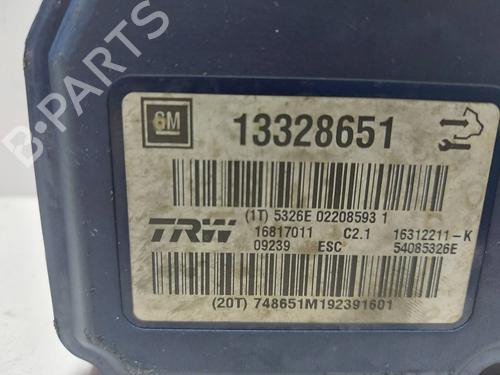 B-PARTS
GM 13328651
(1T) 5326E 02208593 1
TRW 16817011 C2.1 16312211-K
09239 ESC 54085326E
(20T) 748651M192391601